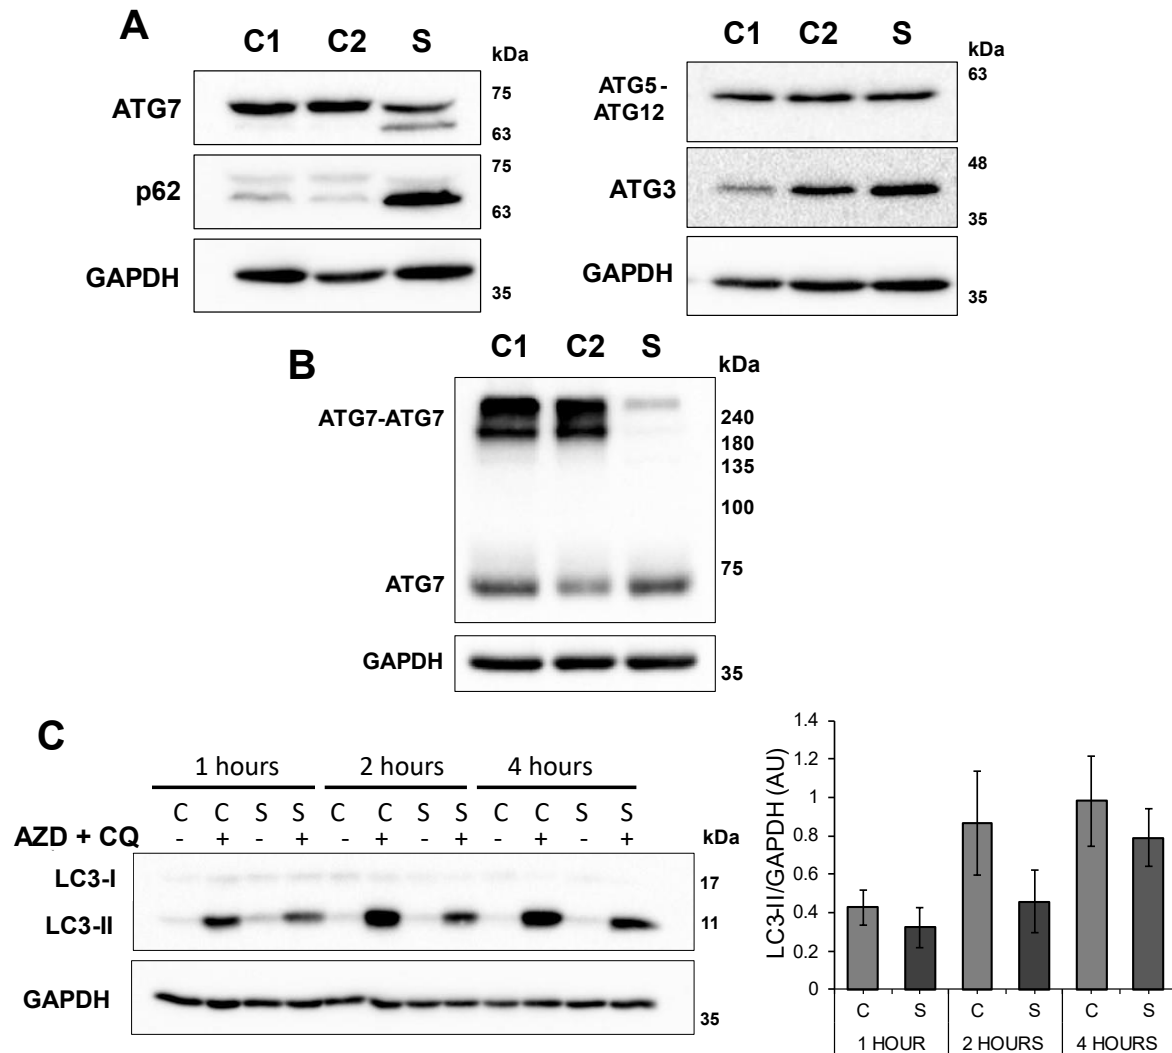 A
C1 C2 S
kDa
ATG7
75
63
p62
75
63
GAPDH
35
C1 C2 S
kDa
ATG5-
ATG12
63
ATG3
48
35
GAPDH
35
B
C1 C2 S
kDa
ATG7-ATG7
240
180
135
100
75
ATG7
GAPDH
35
C
1 hours 2 hours 4 hours
C C S S C C S S C C S S
AZD + CQ - + - + - + - + - + - +
kDa
LC3-I
17
LC3-II
11
GAPDH
35
LC3-II/GAPDH (AU)
1.4
1.2
1
0.8
0.6
0.4
0.2
0
C S C S C S
1 HOUR 2 HOURS 4 HOURS